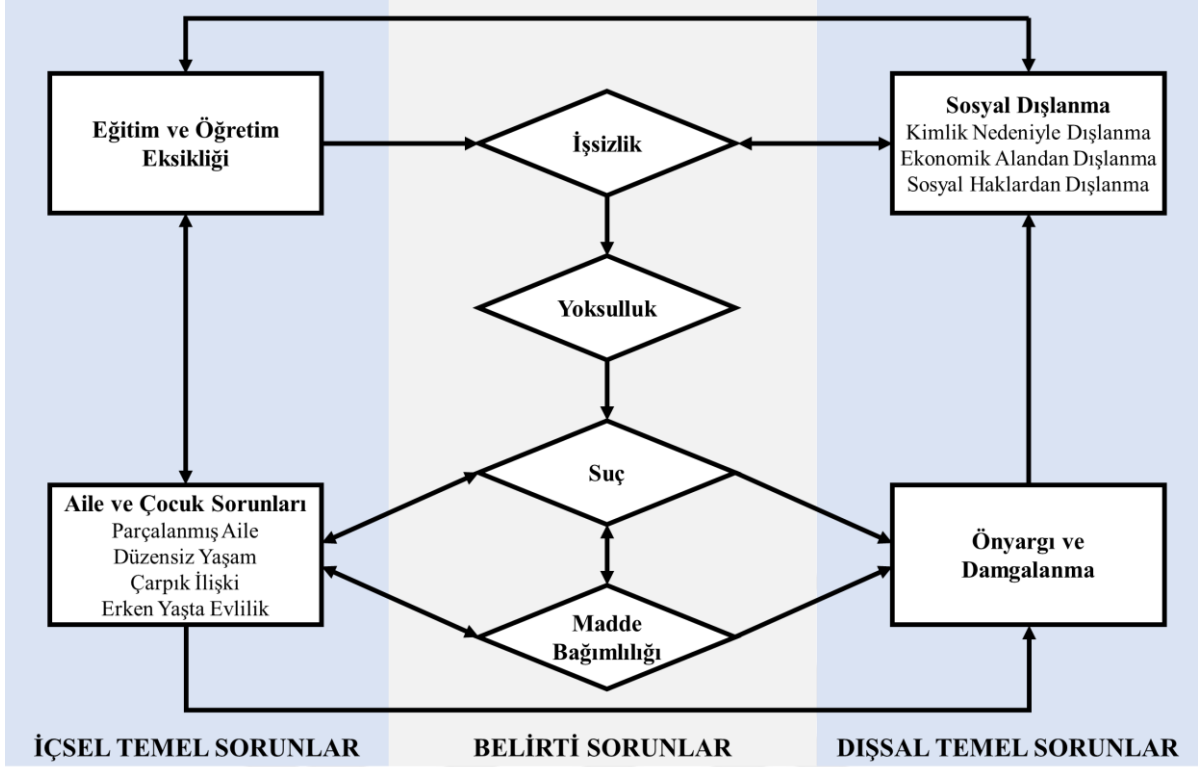 Eğitim ve Öğretim
Eksikliği
İşsizlik
Sosyal Dışlanma
Kimlik Nedeniyle Dışlanma
Ekonomik Alandan Dışlanma
Sosyal Haklardan Dışlanma
Yoksulluk
Suç
Aile ve Çocuk Sorunları
Parçalanmış Aile
Düzensiz Yaşam
Çarpık İlişki
Erken Yaşta Evlilik
Madde
Bağımlılığı
Önyargı ve
Damgalanma
İÇSEL TEMEL SORUNLAR
BELİRTİ SORUNLAR
DIŞSAL TEMEL SORUNLAR